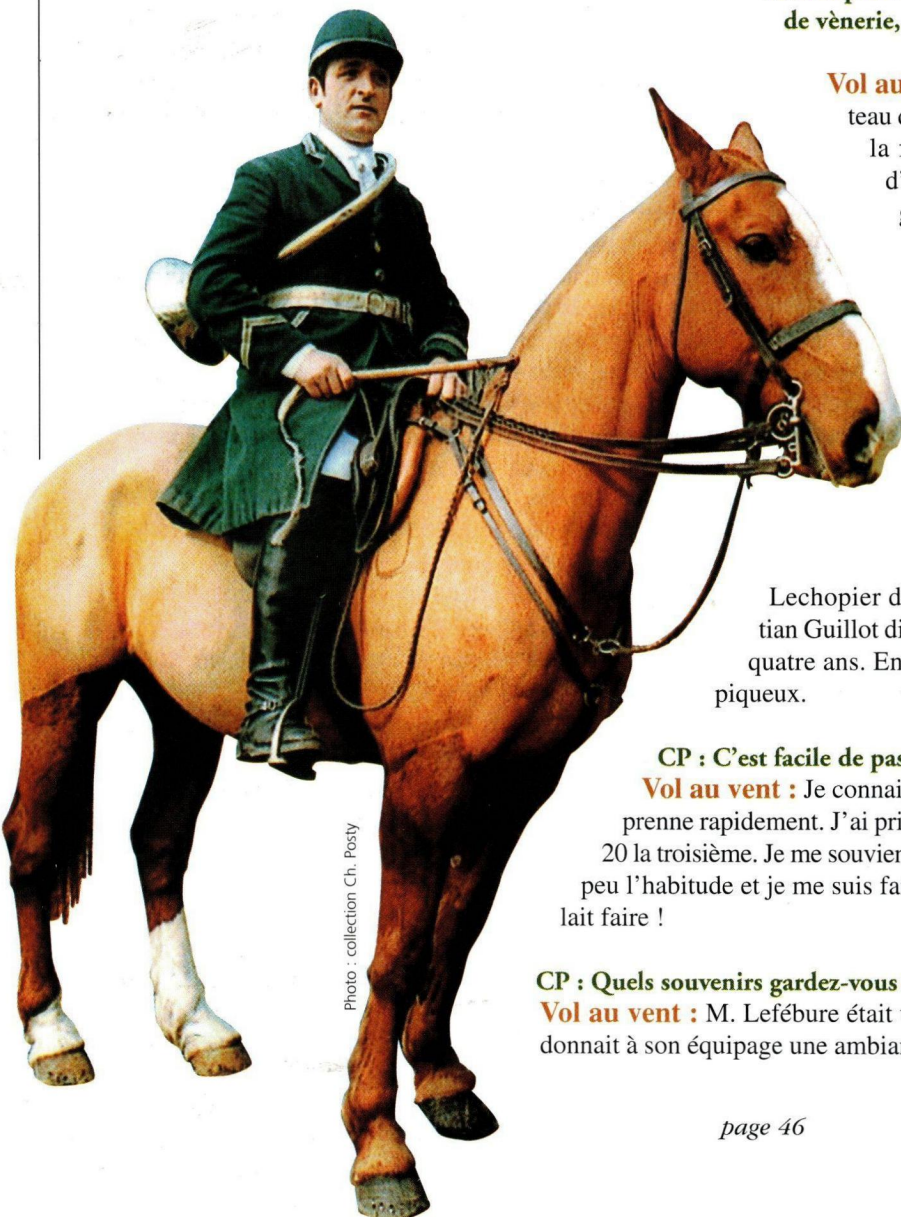 de vènerie,
Vol au
teau
la
d'
Lechopier d
tian Guillot di
quatre ans. En
piqueux.
CP : C'est facile de pas
Vol au vent : Je connai
prenne rapidement. J'ai pri
20 la troisième. Je me souvien
peu l'habitude et je me suis fa
lait faire !
CP : Quels souvenirs gardez-vous
Vol au vent : M. Lefébure était
donnait à son équipage une ambian
Photo : collection Ch. Posty
page 46